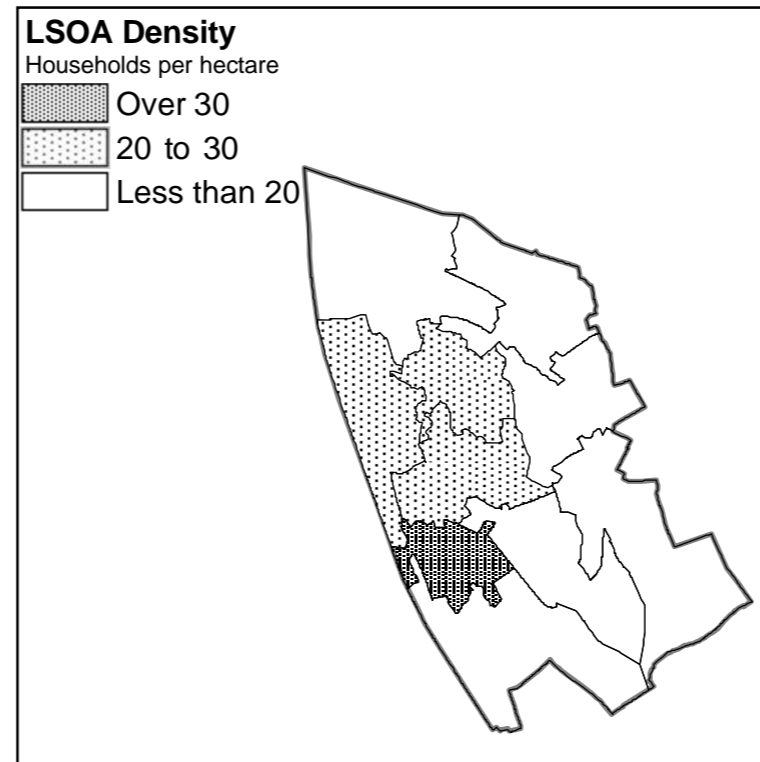 LSOA Density
Households per hectare
Over 30
20 to 30
Less than 20